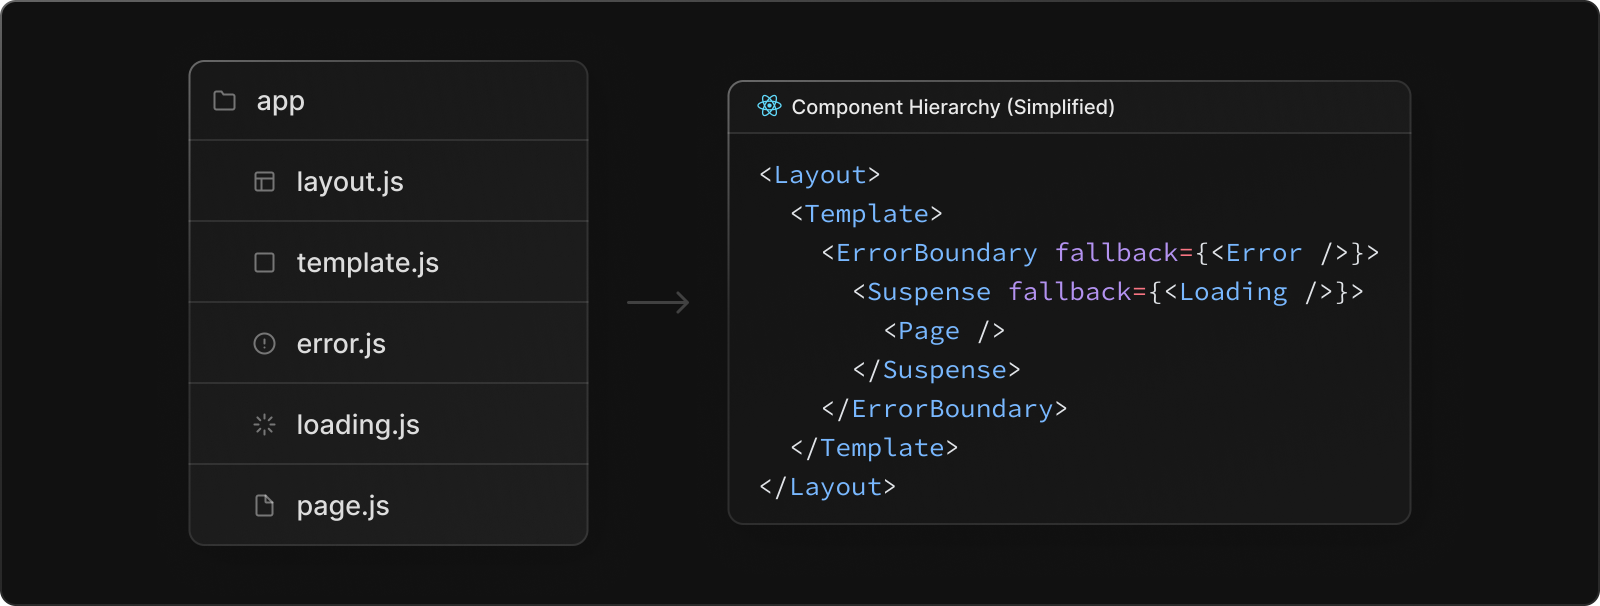 app
layout.js
template.js
error.js
loading.js
page.js
Component Hierarchy (Simplified)
<Layout>
  <Template>
    <ErrorBoundary fallback={<Error />}>
      <Suspense fallback={<Loading />}>
        <Page />
      </Suspense>
    </ErrorBoundary>
  </Template>
</Layout>